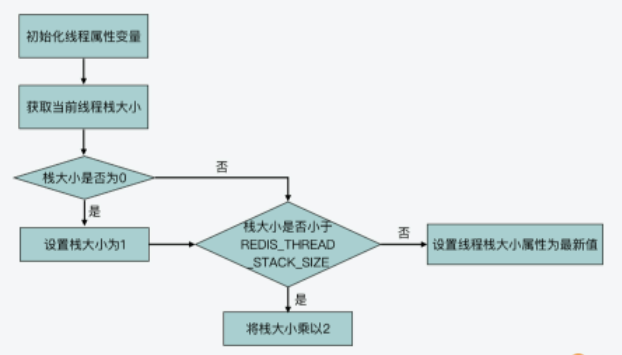 初始化线程属性变量
获取当前线程栈大小
栈大小是否为0
否
是
设置栈大小为1
栈大小是否小于
REDIS_THREAD
_STACK_SIZE
否
设置线程栈大小属性为最新值
是
将栈大小乘以2